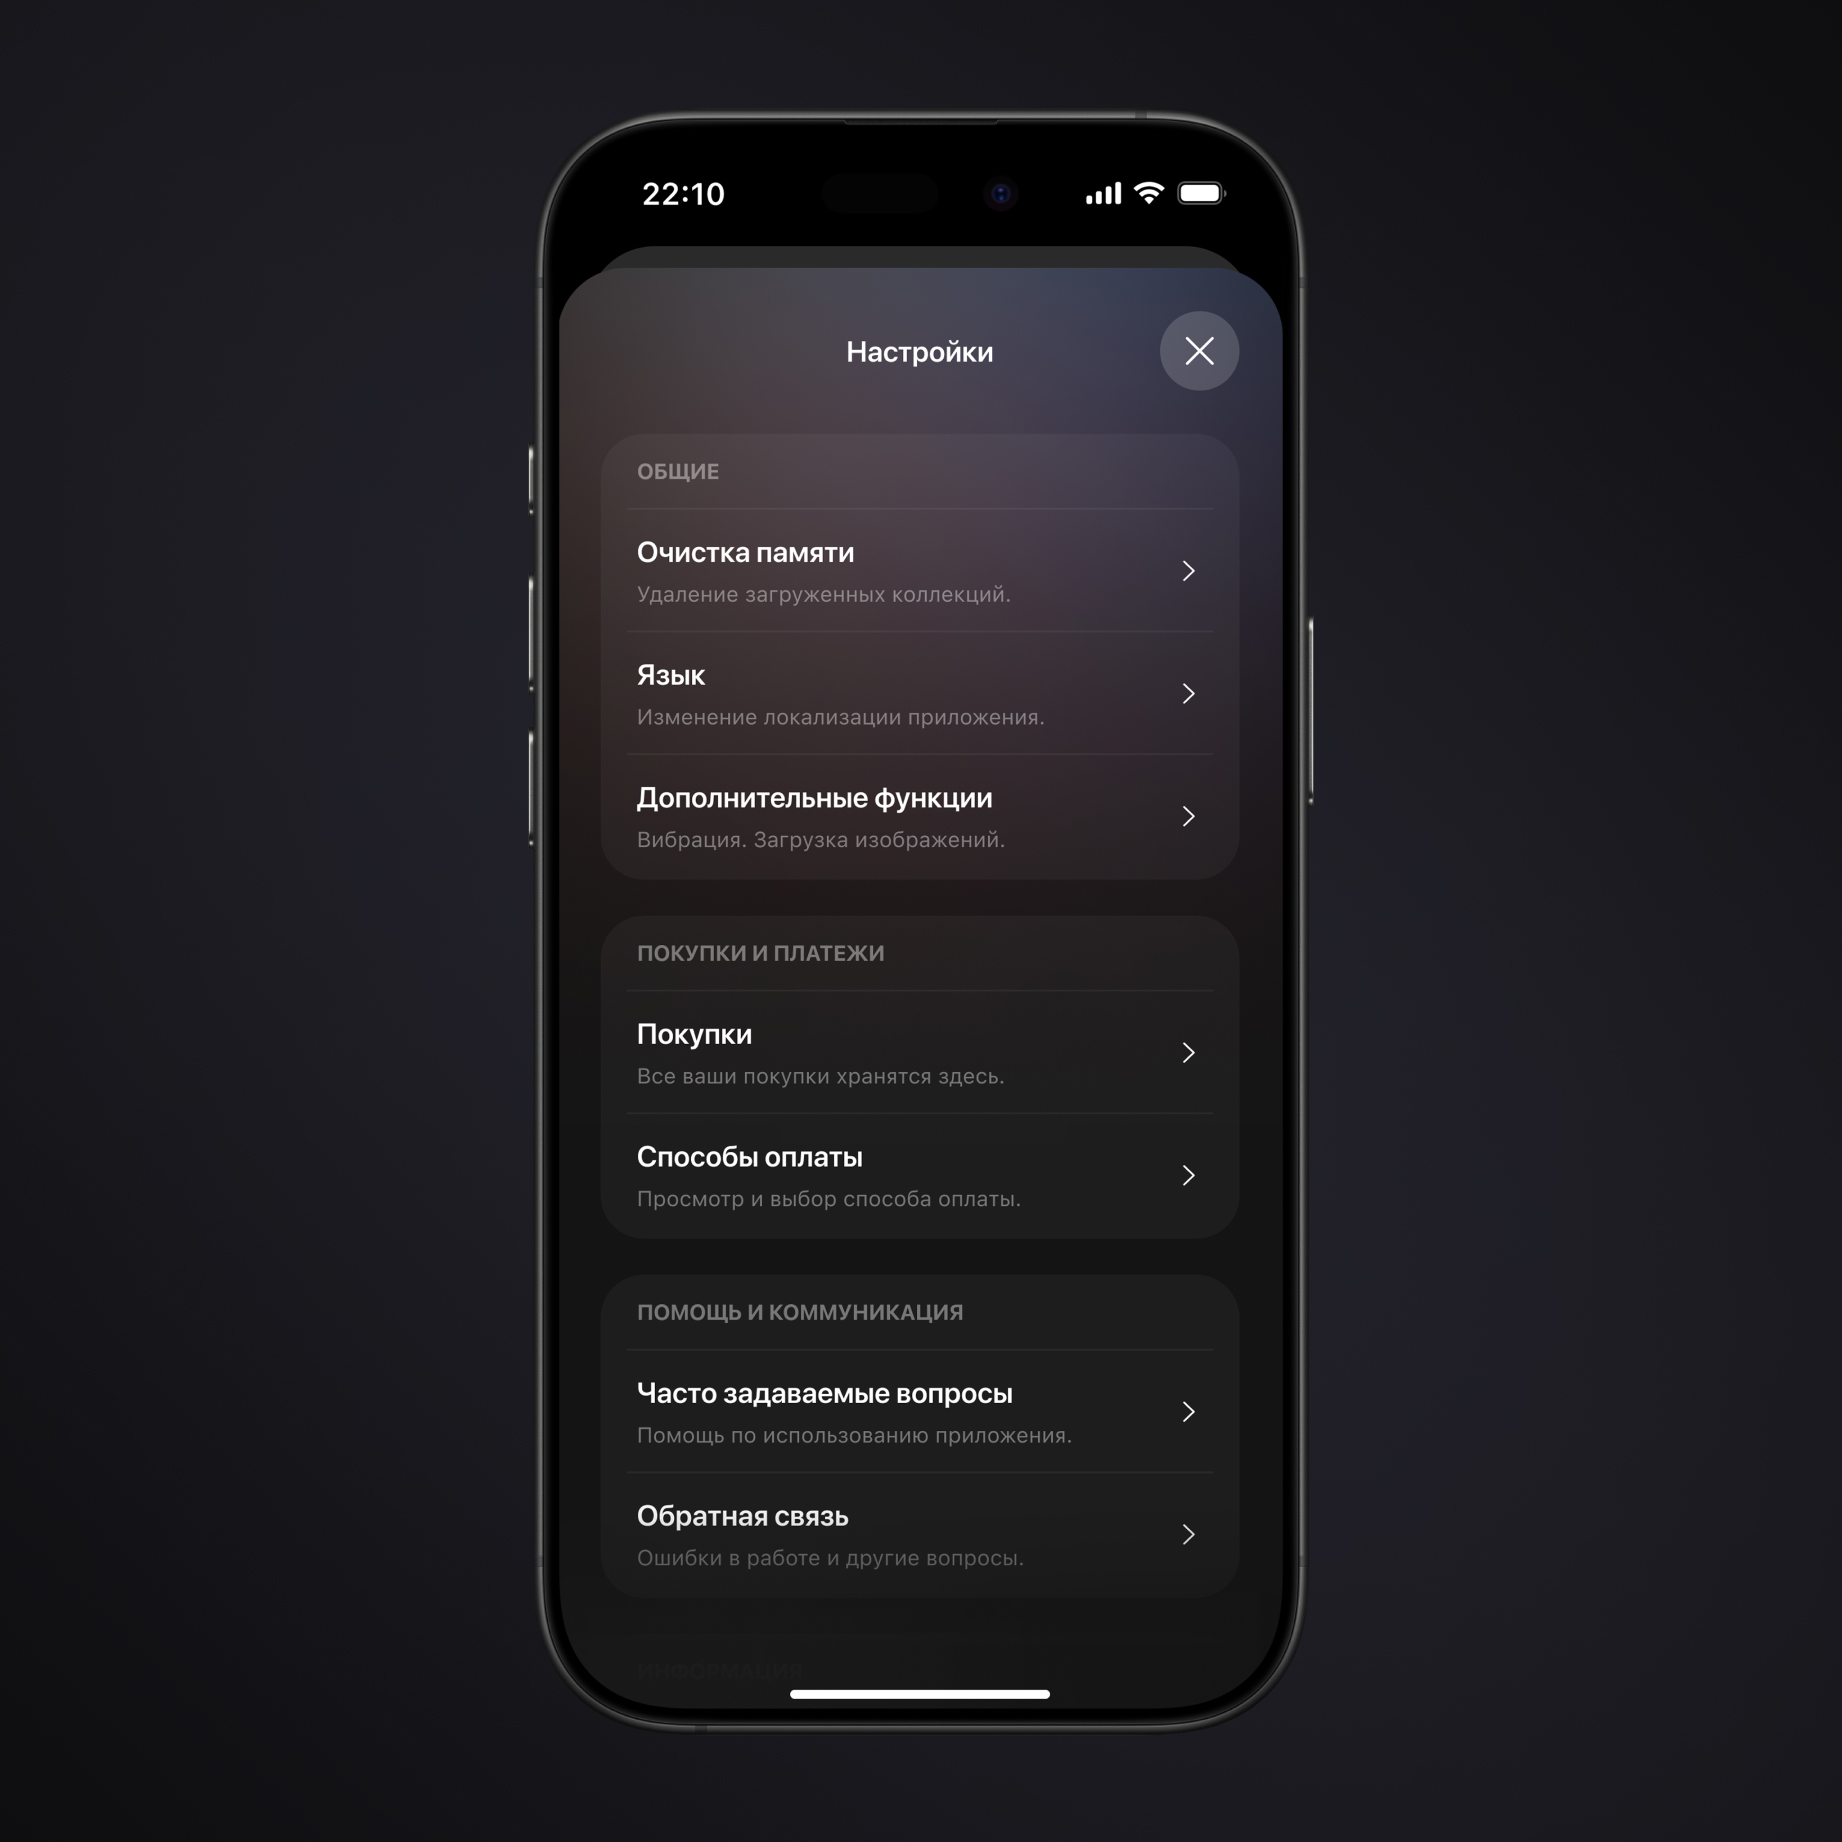 22:10
Настройки
ОБЩИЕ
Очистка памяти
Удаление загруженных коллекций.
Язык
Изменение локализации приложения.
Дополнительные функции
Вибрация. Загрузка изображений.
ПОКУПКИ И ПЛАТЕЖИ
Покупки
Все ваши покупки хранятся здесь.
Способы оплаты
Просмотр и выбор способа оплаты.
ПОМОЩЬ И КОММУНИКАЦИЯ
Часто задаваемые вопросы
Помощь по использованию приложения.
Обратная связь
Ошибки в работе и другие вопросы.
ИНФОРМАЦИЯ